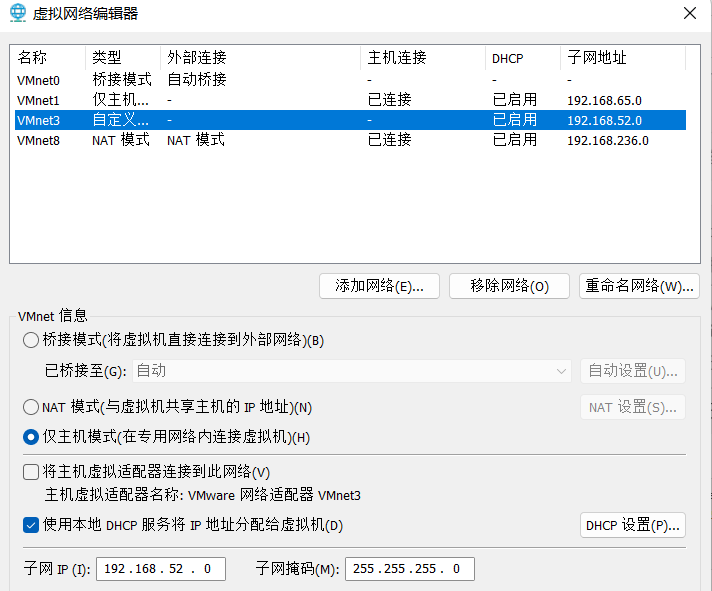 虚拟网络编辑器
名称 类型 外部连接 主机连接 DHCP 子网地址
VMnet0 桥接模式 自动桥接 - - -
VMnet1 仅主机... - 已连接 已启用 192.168.65.0
VMnet3 自定义... - - 已启用 192.168.52.0
VMnet8 NAT 模式 NAT 模式 已连接 已启用 192.168.236.0
添加网络(E)... 移除网络(O) 重命名网络(W)...
VMnet 信息
桥接模式(将虚拟机直接连接到外部网络)(B)
已桥接至(G): 自动 自动设置(U)...
NAT 模式(与虚拟机共享主机的 IP 地址)(N) NAT 设置(S)...
仅主机模式(在专用网络内连接虚拟机)(H)
将主机虚拟适配器连接到此网络(V)
主机虚拟适配器名称: VMware 网络适配器 VMnet3
使用本地 DHCP 服务将 IP 地址分配给虚拟机(D) DHCP 设置(P)...
子网 IP (I): 192 .168 . 52 . 0 子网掩码(M): 255 .255 .255 . 0